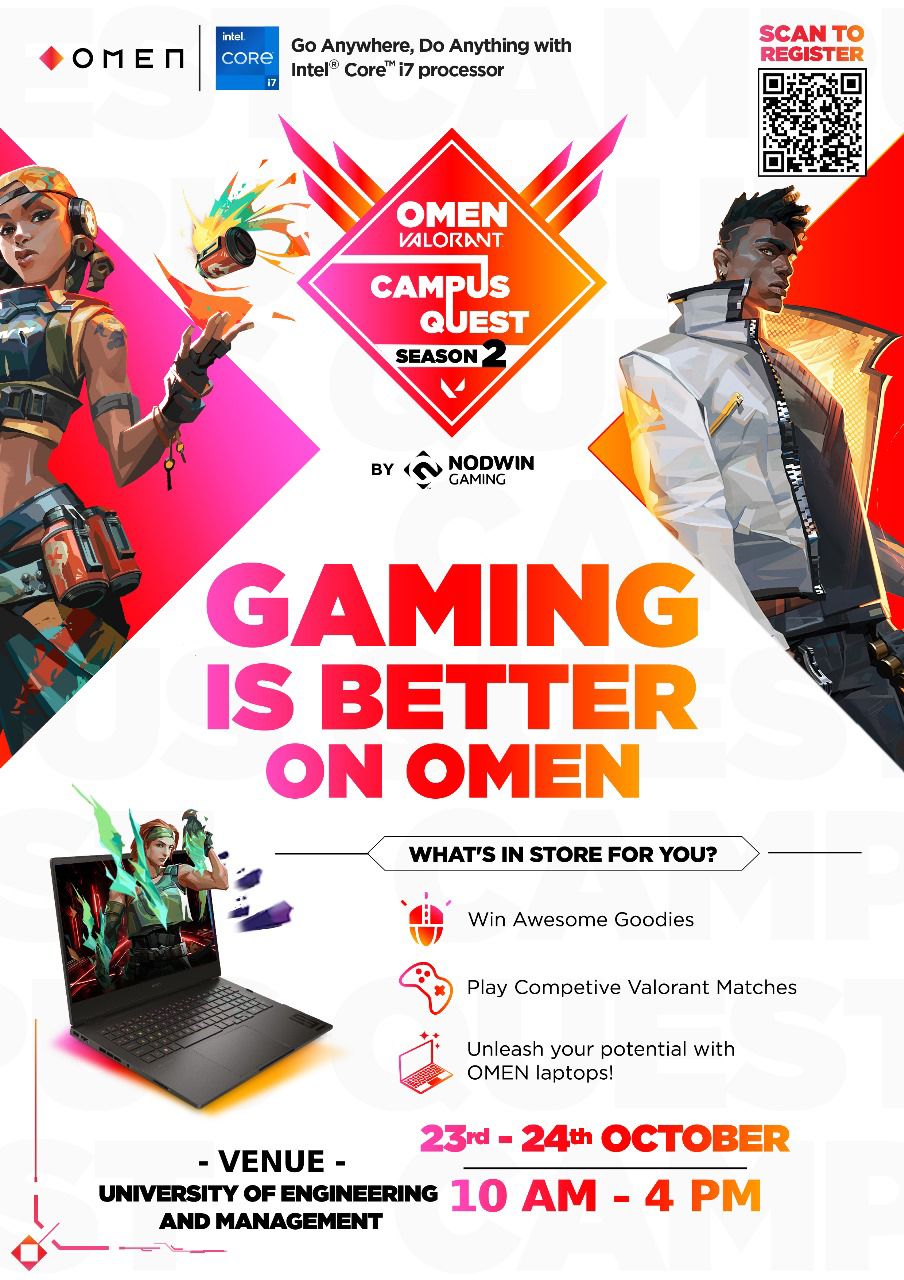 OMEN
intel
CORE
i7
Go Anywhere, Do Anything with
Intel® Core™ i7 processor
SCAN TO
REGISTER
OMEN
VALORANT
CAMPUS
QUEST
SEASON 2
BY NODWIN
GAMING
GAMING
IS BETTER
ON OMEN
WHAT'S IN STORE FOR YOU?
Win Awesome Goodies
Play Competive Valorant Matches
Unleash your potential with
OMEN laptops!
23rd - 24th OCTOBER
10 AM - 4 PM
- VENUE -
UNIVERSITY OF ENGINEERING
AND MANAGEMENT